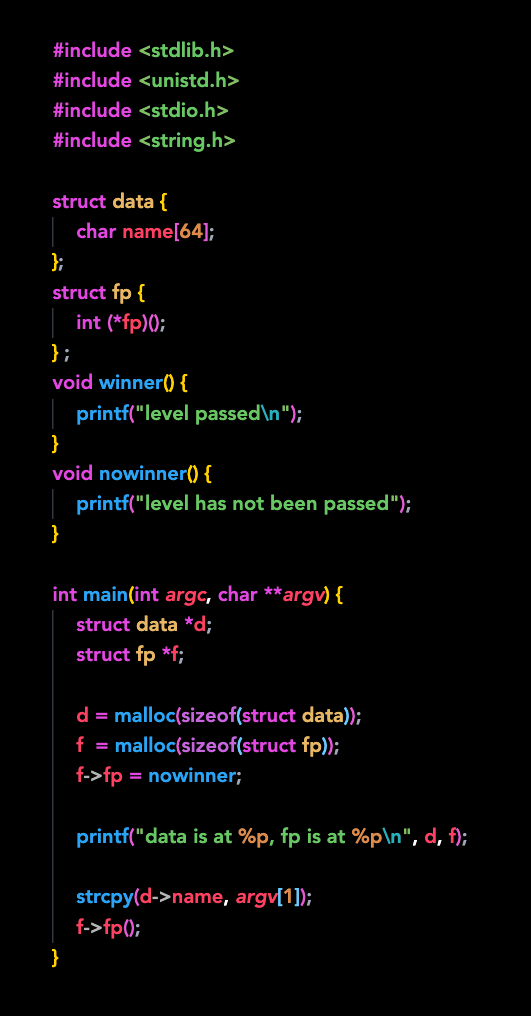 #include <stdlib.h>
#include <unistd.h>
#include <stdio.h>
#include <string.h>

struct data {
    char name[64];
};
struct fp {
    int (*fp)();
} ;
void winner() {
    printf("level passed\n");
}
void nowinner() {
    printf("level has not been passed");
}

int main(int argc, char **argv) {
    struct data *d;
    struct fp *f;

    d = malloc(sizeof(struct data));
    f  = malloc(sizeof(struct fp));
    f->fp = nowinner;

    printf("data is at %p, fp is at %p\n", d, f);

    strcpy(d->name, argv[1]);
    f->fp();
}